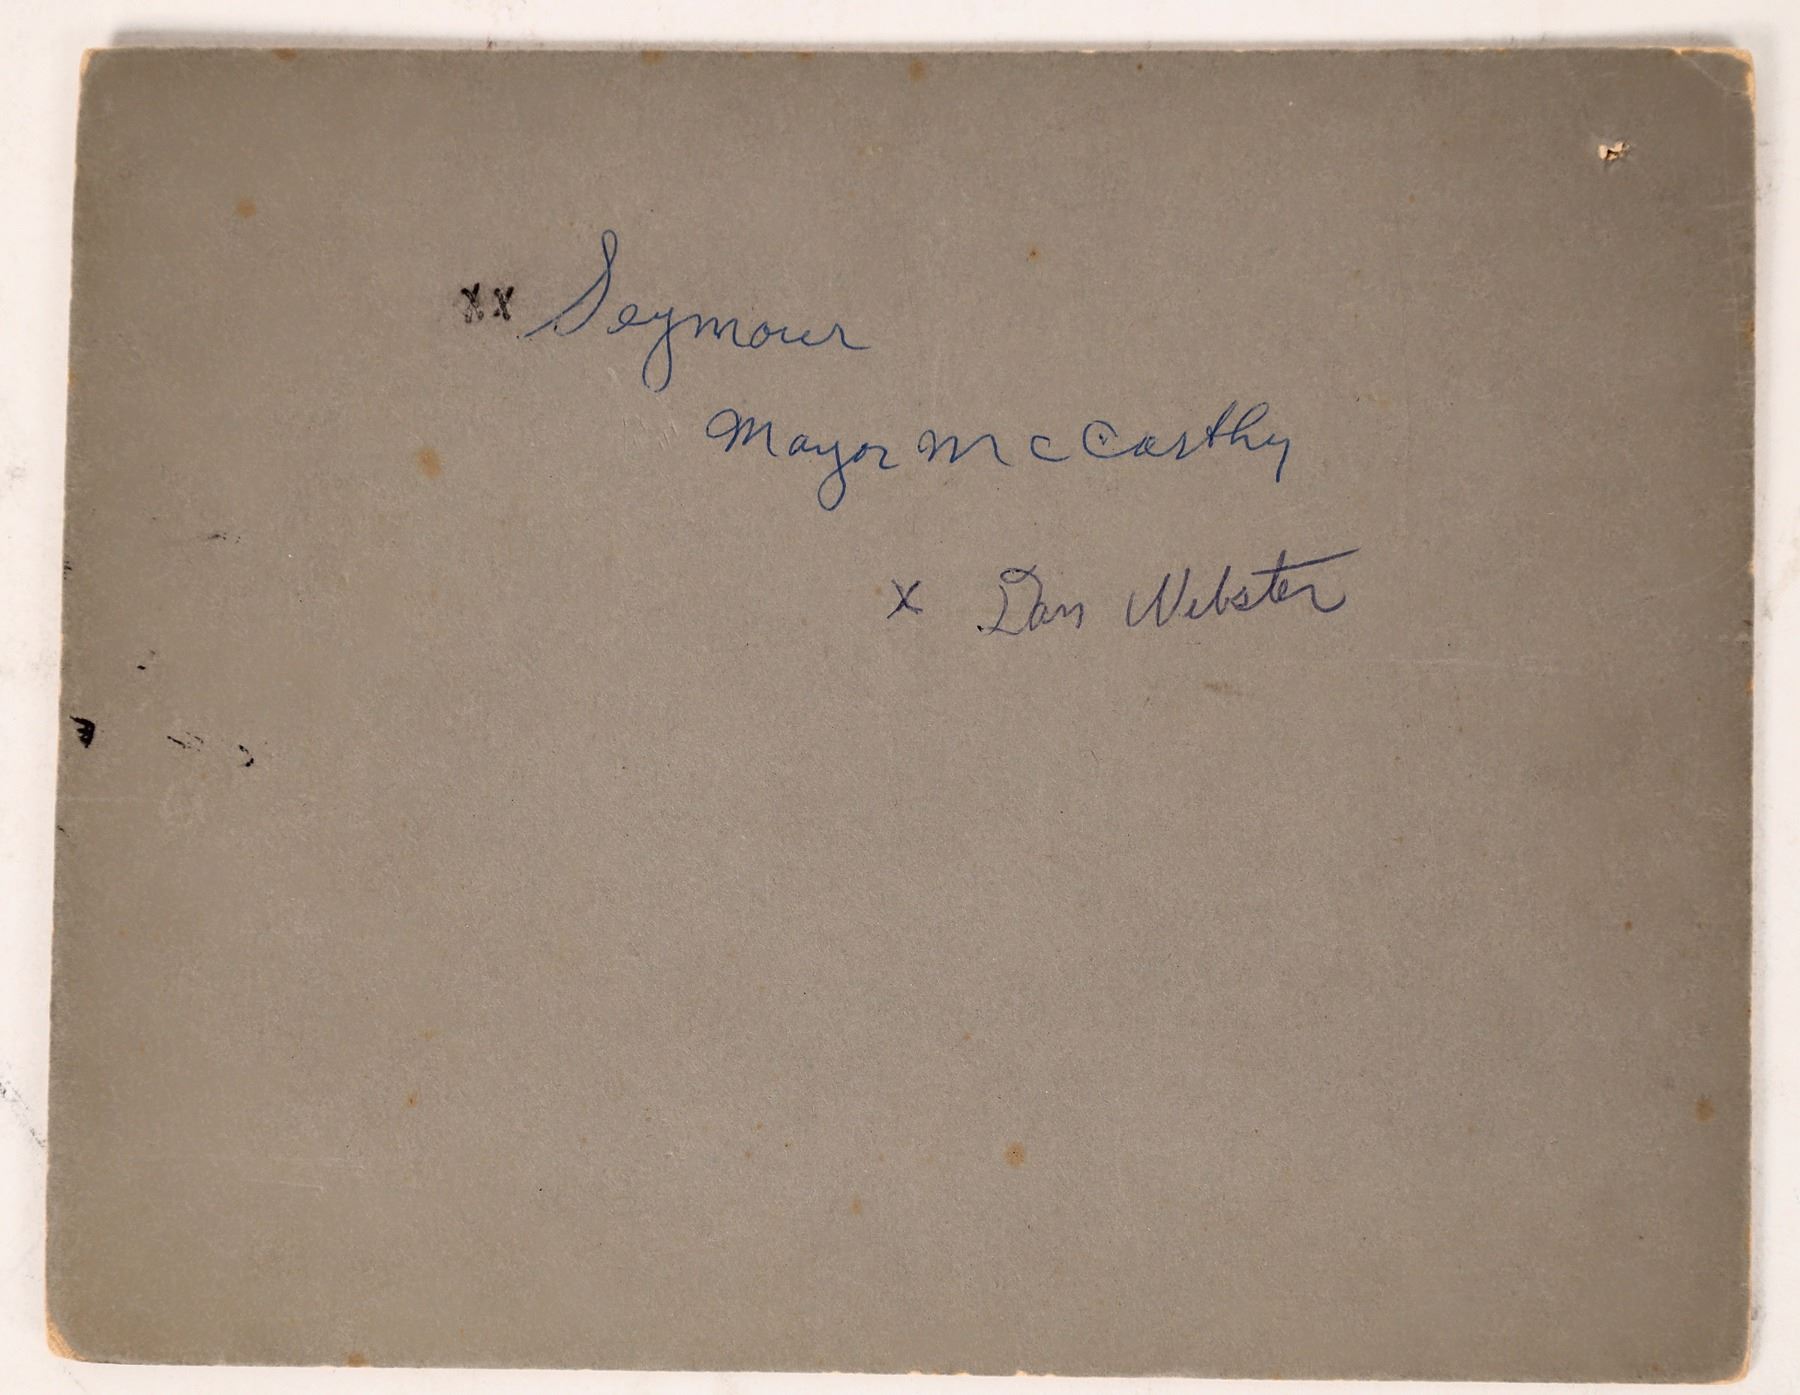 xx Seymour
Mayor McCarthy
x Dan Webster